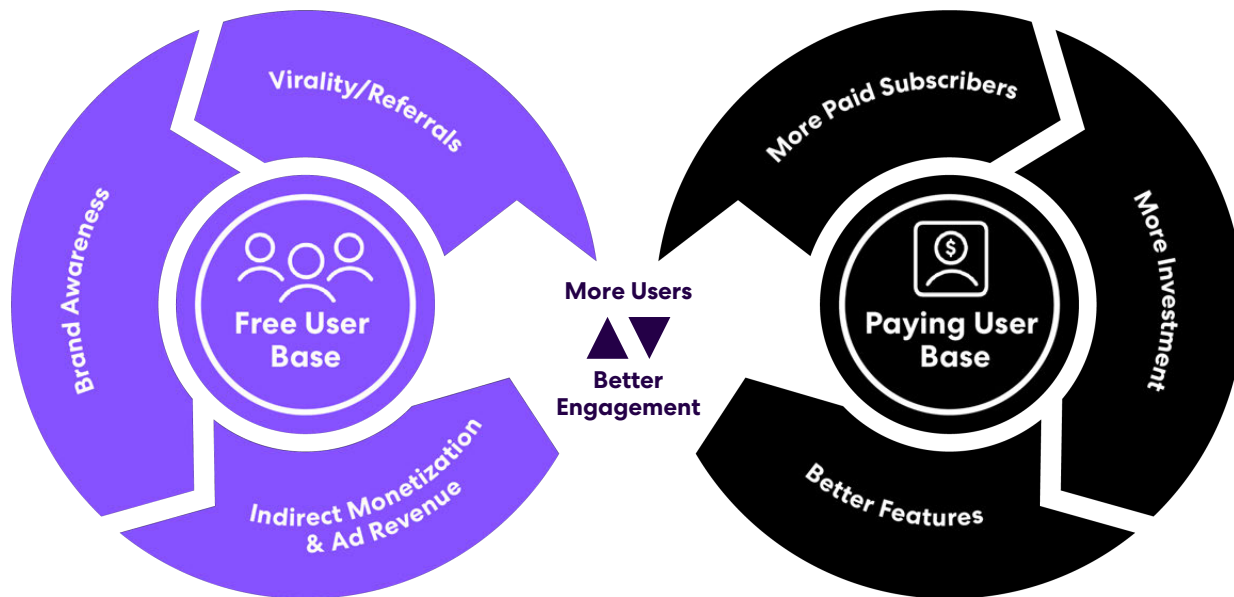 Virality/Referrals
Brand Awareness
Free User
Base
Indirect Monetization
& Ad Revenue
More Users
Better
Engagement
More Paid Subscribers
More Investment
$
Paying User
Base
Better Features